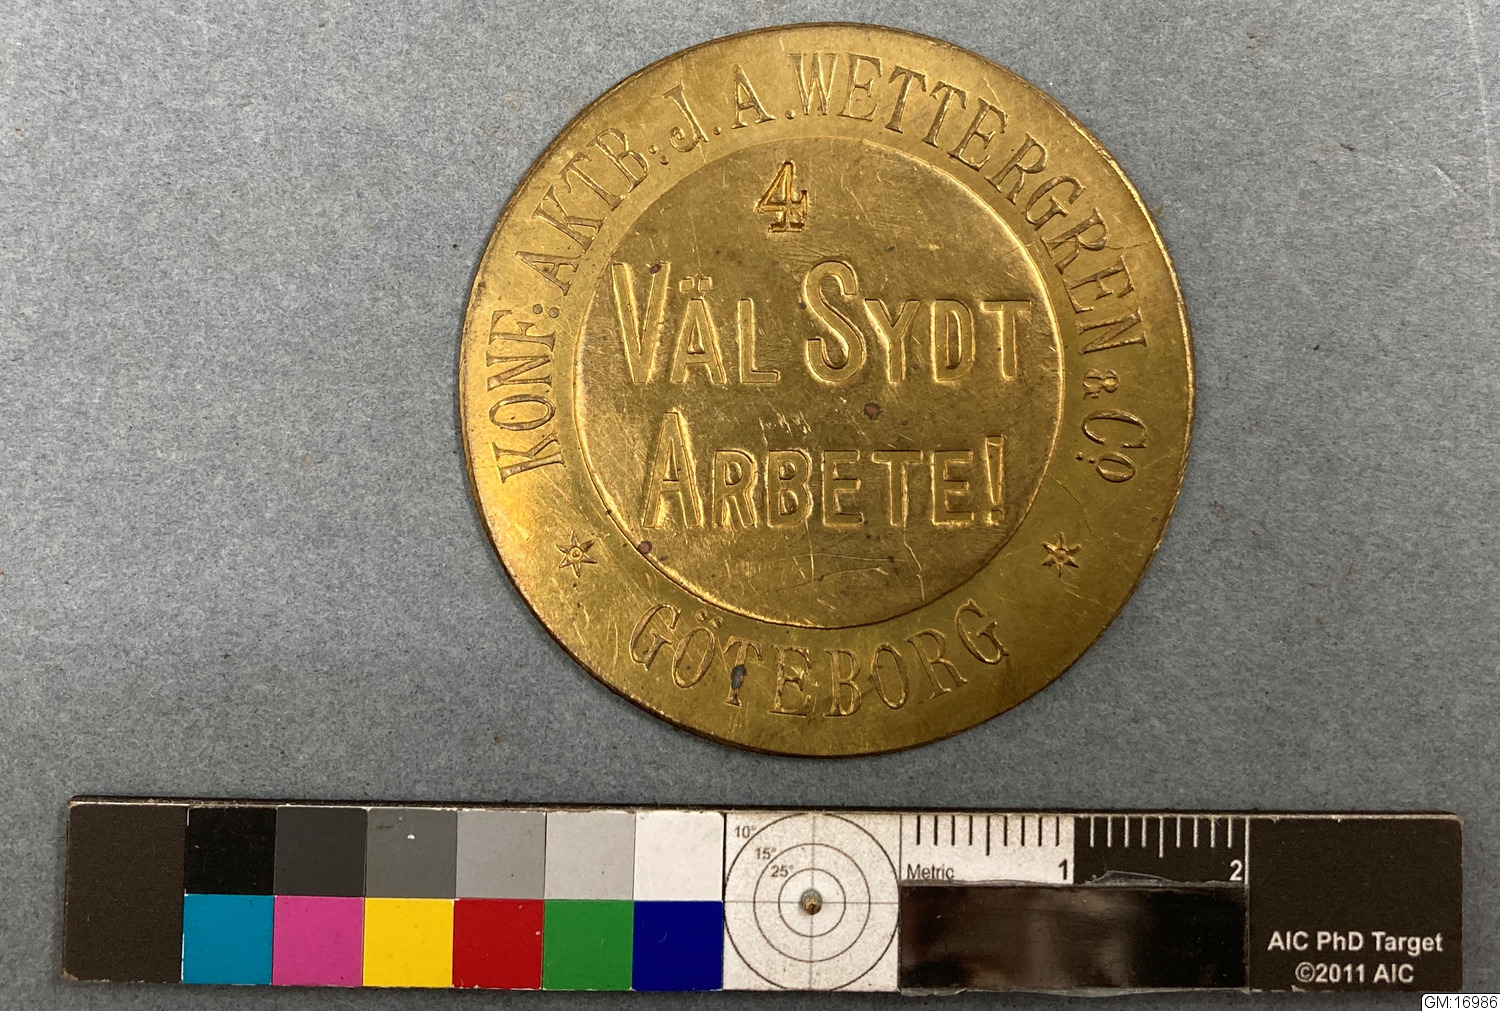 KONF: AKTB: J. A. WETTERGREN & Co
4
VÄL SYDT
ARBETE!
GÖTEBORG
10°
15°
25°
Metric 1 2
AIC PhD Target
©2011 AIC
GM:16986